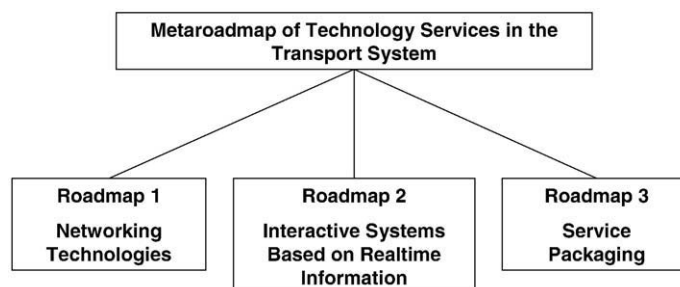 Metaroadmap of Technology Services in the
Transport System
Roadmap 1
Networking
Technologies
Roadmap 2
Interactive Systems
Based on Realtime
Information
Roadmap 3
Service
Packaging